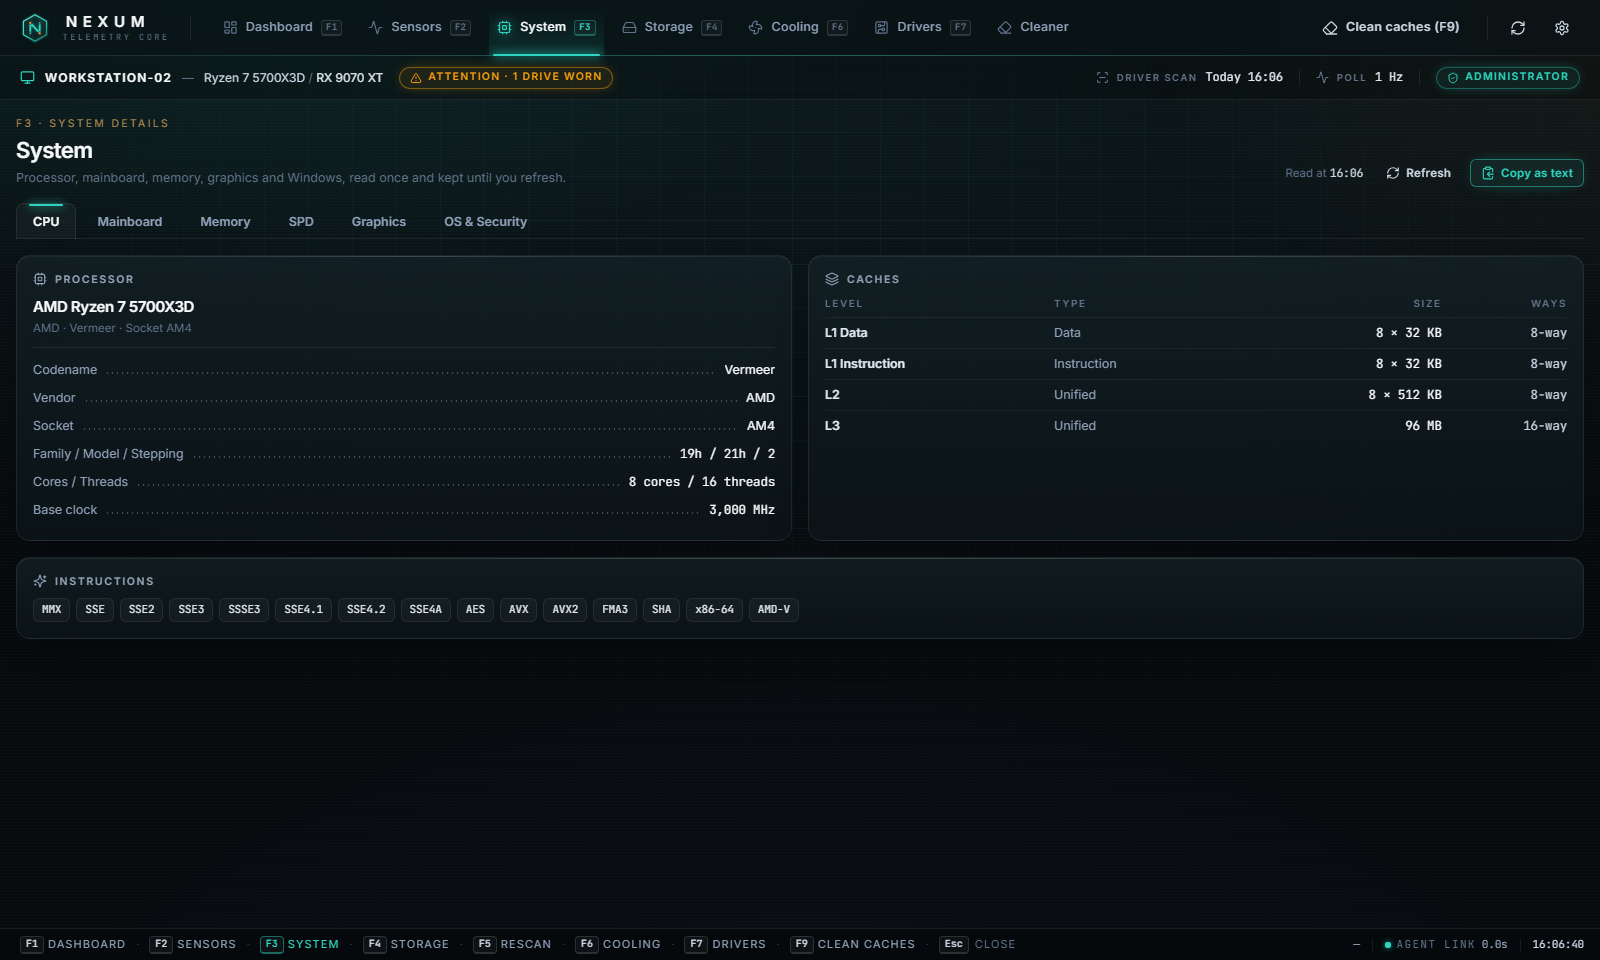 NEXUM
TELEMETRY CORE
Dashboard F1
Sensors F2
System F3
Storage F4
Cooling F6
Drivers F7
Cleaner
Clean caches (F9)
WORKSTATION-02 — Ryzen 7 5700X3D / RX 9070 XT
ATTENTION · 1 DRIVE WORN
DRIVER SCAN Today 16:06
POLL 1 Hz
ADMINISTRATOR
F3 · SYSTEM DETAILS
System
Processor, mainboard, memory, graphics and Windows, read once and kept until you refresh.
Read at 16:06
Refresh
Copy as text
CPU
Mainboard
Memory
SPD
Graphics
OS & Security
PROCESSOR
AMD Ryzen 7 5700X3D
AMD · Vermeer · Socket AM4
Codename Vermeer
Vendor AMD
Socket AM4
Family / Model / Stepping 19h / 21h / 2
Cores / Threads 8 cores / 16 threads
Base clock 3,000 MHz
CACHES
LEVEL TYPE SIZE WAYS
L1 Data Data 8 × 32 KB 8-way
L1 Instruction Instruction 8 × 32 KB 8-way
L2 Unified 8 × 512 KB 8-way
L3 Unified 96 MB 16-way
INSTRUCTIONS
MMX SSE SSE2 SSE3 SSSE3 SSE4.1 SSE4.2 SSE4A AES AVX AVX2 FMA3 SHA x86-64 AMD-V
F1 DASHBOARD · F2 SENSORS · F3 SYSTEM · F4 STORAGE · F5 RESCAN · F6 COOLING · F7 DRIVERS · F9 CLEAN CACHES · Esc CLOSE
— AGENT LINK 0.0s 16:06:40